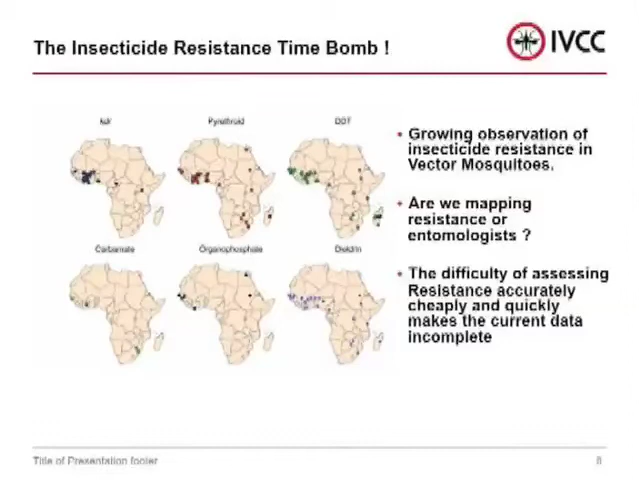 The Insecticide Resistance Time Bomb !
IVCC
kdr
Pyrethroid
DDT
Carbamate
Organophosphate
Dieldrin
• Growing observation of
insecticide resistance in
Vector Mosquitoes.
• Are we mapping
resistance or
entomologists ?
• The difficulty of assessing
Resistance accurately
cheaply and quickly
makes the current data
incomplete
Title of Presentation footer
8